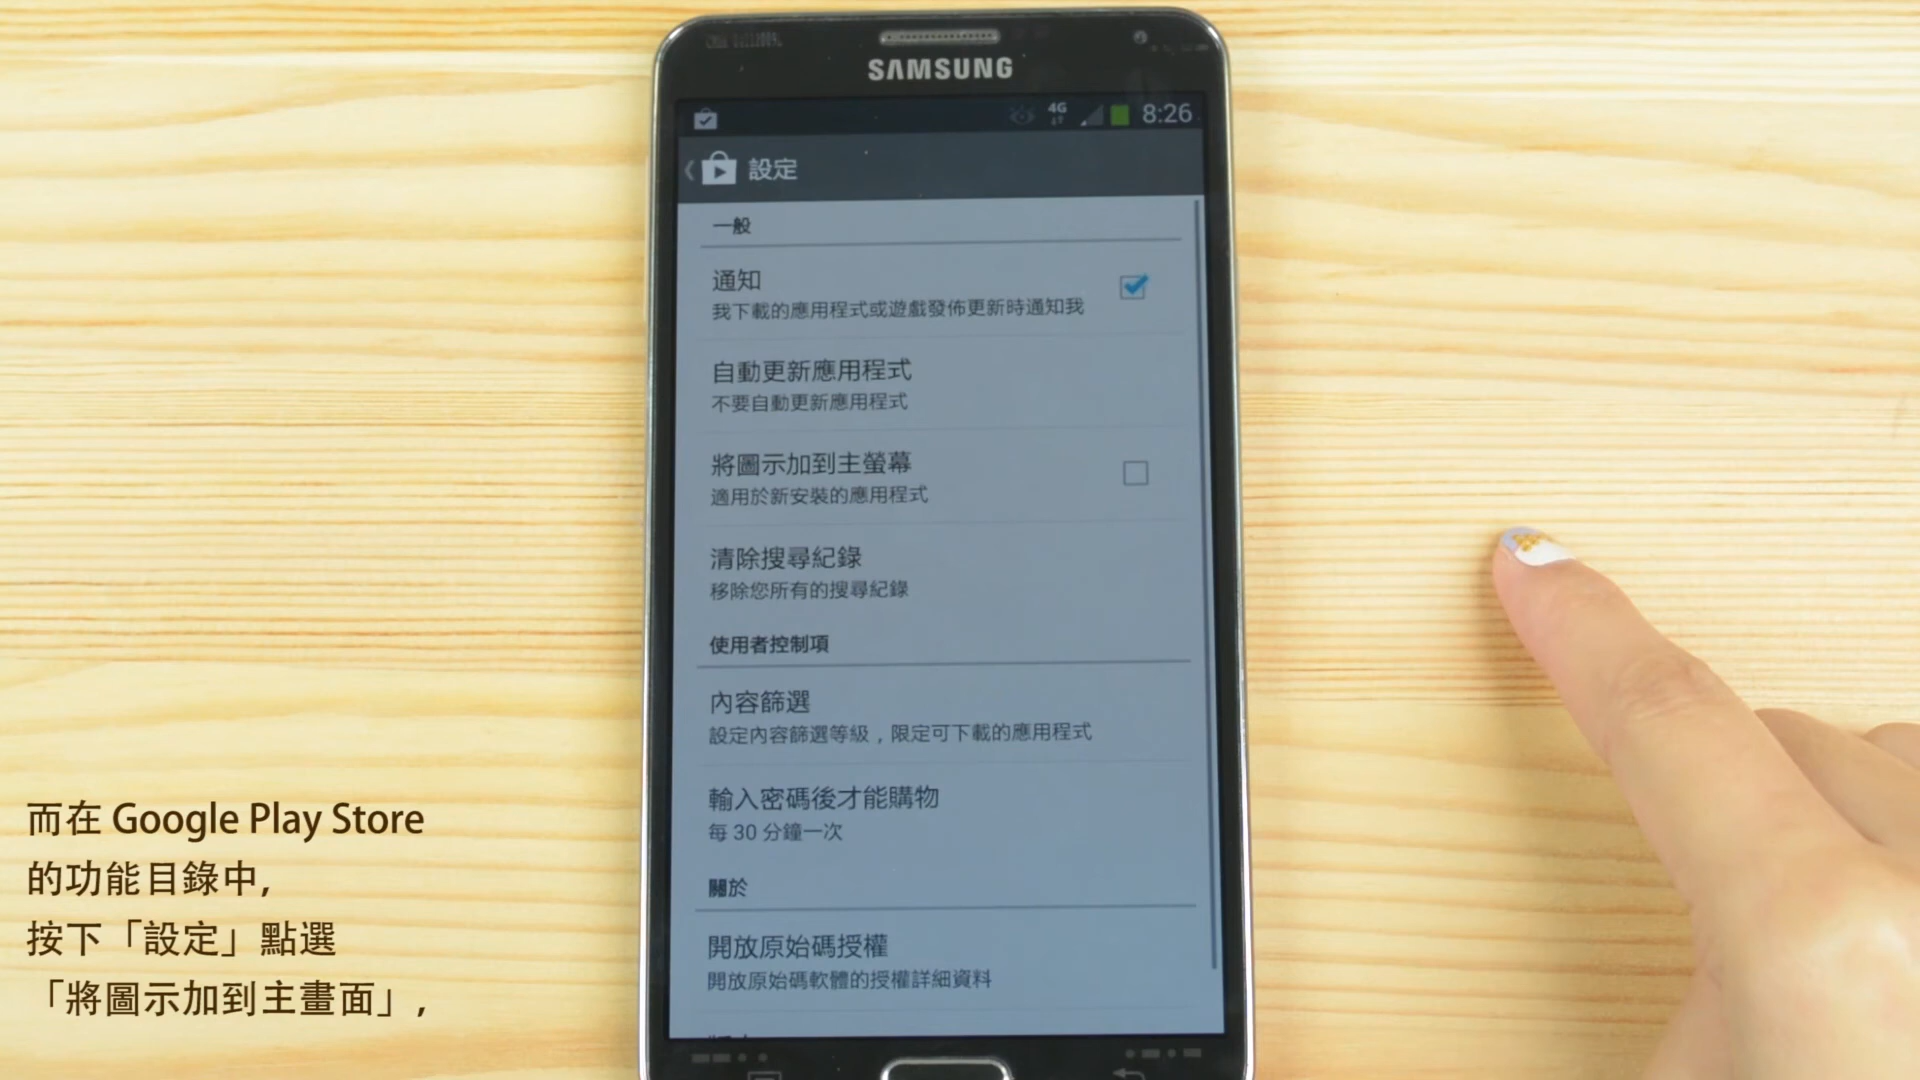 SAMSUNG
4G
8:26
設定
一般
通知
我下載的應用程式或遊戲發佈更新時通知我
自動更新應用程式
不要自動更新應用程式
將圖示加到主螢幕
適用於新安裝的應用程式
清除搜尋紀錄
移除您所有的搜尋紀錄
使用者控制項
內容篩選
設定內容篩選等級，限定可下載的應用程式
輸入密碼後才能購物
每 30 分鐘一次
關於
開放原始碼授權
開放原始碼軟體的授權詳細資料
而在 Google Play Store
的功能目錄中,
按下「設定」點選
「將圖示加到主畫面」,